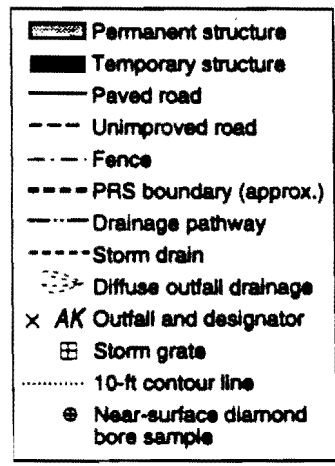 Permanent structure
Temporary structure
Paved road
Unimproved road
Fence
PRS boundary (approx.)
Drainage pathway
Storm drain
Diffuse outfall drainage
× AK Outfall and designator
Storm grate
10-ft contour line
Near-surface diamond
bore sample